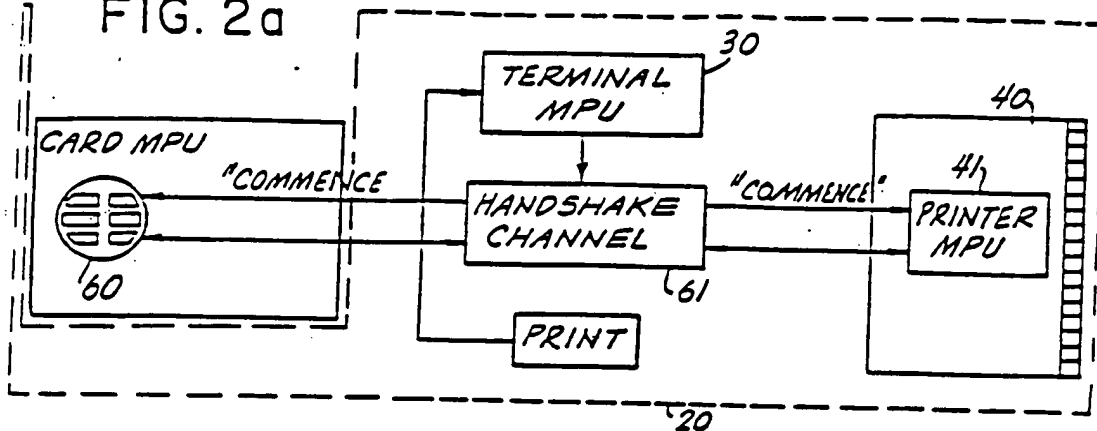 FIG. 2a
30
TERMINAL
MPU
40
CARD MPU
"COMMENCE
HANDSHAKE
CHANNEL
"COMMENCE"
41
PRINTER
MPU
60
61
PRINT
20